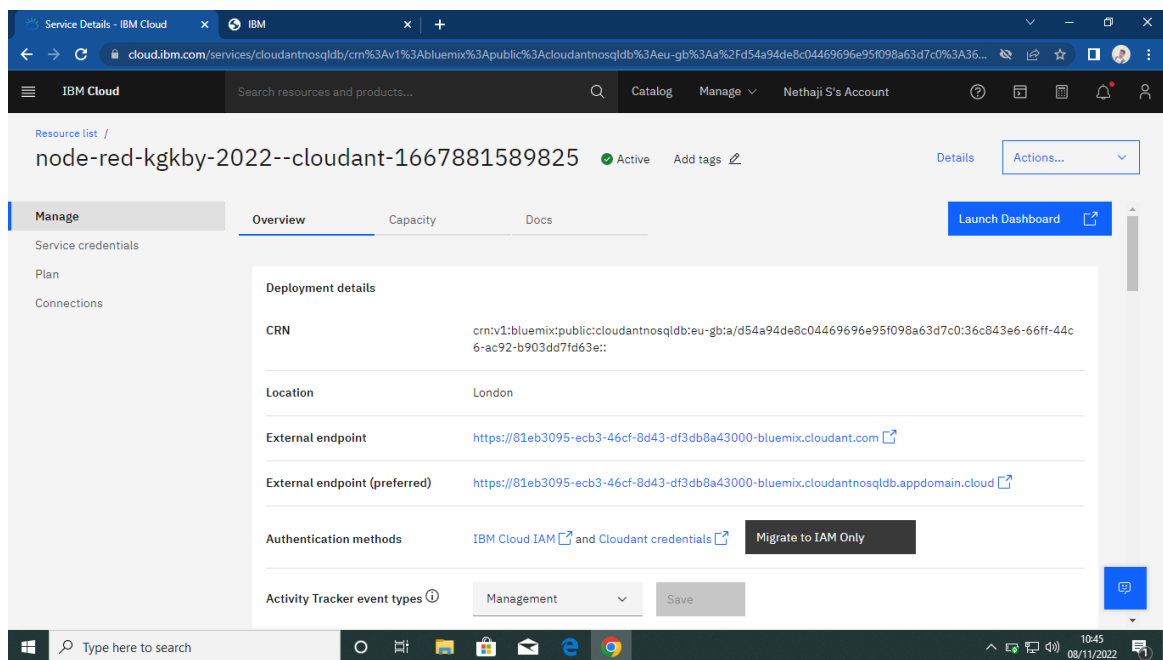 Service Details - IBM Cloud
IBM
cloud.ibm.com/services/cloudantnosqldb/crn%3Av1%3Abluemix%3Apublic%3Acloudantnosqldb%3Aeu-gb%3Aa%2Fd54a94de8c04469696e95f098a63d7c0%3A36...
IBM Cloud
Search resources and products...
Catalog
Manage
Nethaji S's Account
Resource list /
node-red-kgkby-2022--cloudant-1667881589825
Active
Add tags
Details
Actions...
Manage
Service credentials
Plan
Connections
Overview
Capacity
Docs
Launch Dashboard
Deployment details
CRN
crn:v1:bluemix:public:cloudantnosqldb:eu-gb:a/d54a94de8c04469696e95f098a63d7c0:36c843e6-66ff-44c
6-ac92-b903dd7fd63e::
Location
London
External endpoint
https://81eb3095-ecb3-46cf-8d43-df3db8a43000-bluemix.cloudant.com
External endpoint (preferred)
https://81eb3095-ecb3-46cf-8d43-df3db8a43000-bluemix.cloudantnosqldb.appdomain.cloud
Authentication methods
IBM Cloud IAM and Cloudant credentials
Migrate to IAM Only
Activity Tracker event types
Management
Save
Type here to search
10:45
08/11/2022
1